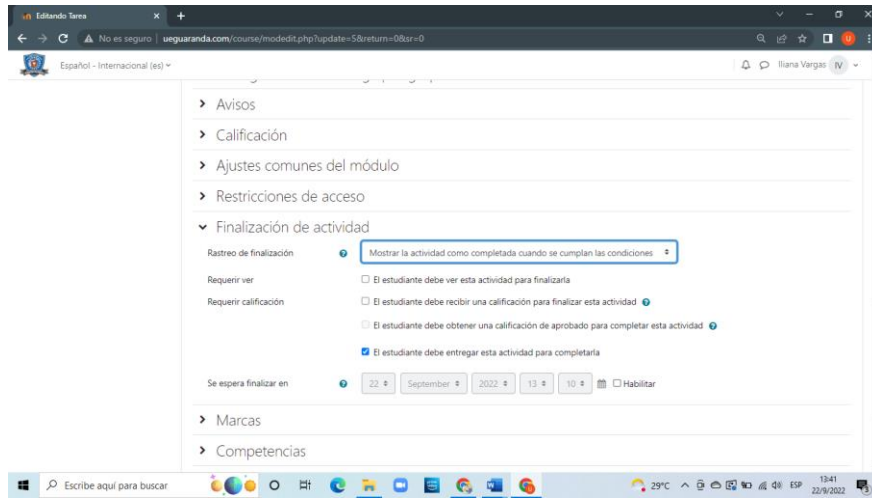 Editando Tarea
No es seguro | ueguaranda.com/course/modedit.php?update=5&return=0&sr=0
U
Español - Internacional (es)
Iliana Vargas IV
Avisos
Calificación
Ajustes comunes del módulo
Restricciones de acceso
Finalización de actividad
Rastreo de finalización
Mostrar la actividad como completada cuando se cumplan las condiciones
Requerir ver
El estudiante debe ver esta actividad para finalizarla
Requerir calificación
El estudiante debe recibir una calificación para finalizar esta actividad
El estudiante debe obtener una calificación de aprobado para completar esta actividad
El estudiante debe entregar esta actividad para completarla
Se espera finalizar en
22 September 2022 13 10 Habilitar
Marcas
Competencias
Escribe aquí para buscar
29°C ESP 13:41
22/9/2022